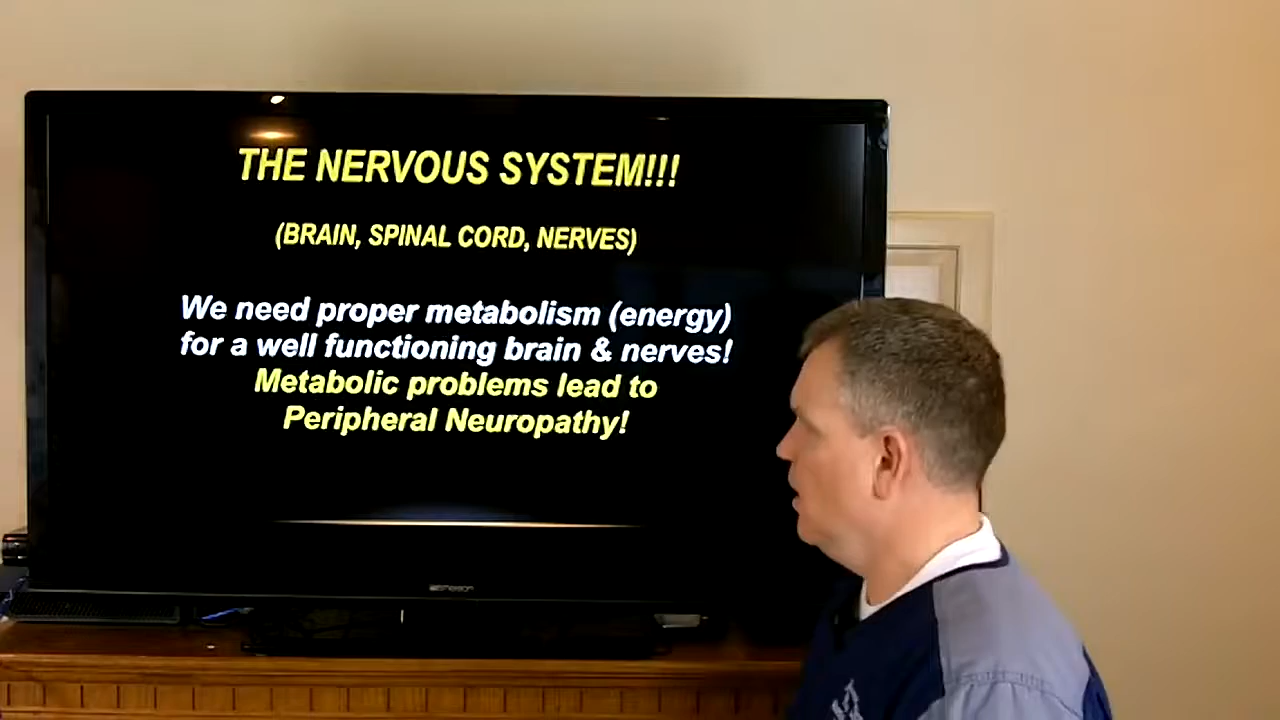 THE NERVOUS SYSTEM!!!
(BRAIN, SPINAL CORD, NERVES)
We need proper metabolism (energy)
for a well functioning brain & nerves!
Metabolic problems lead to
Peripheral Neuropathy!